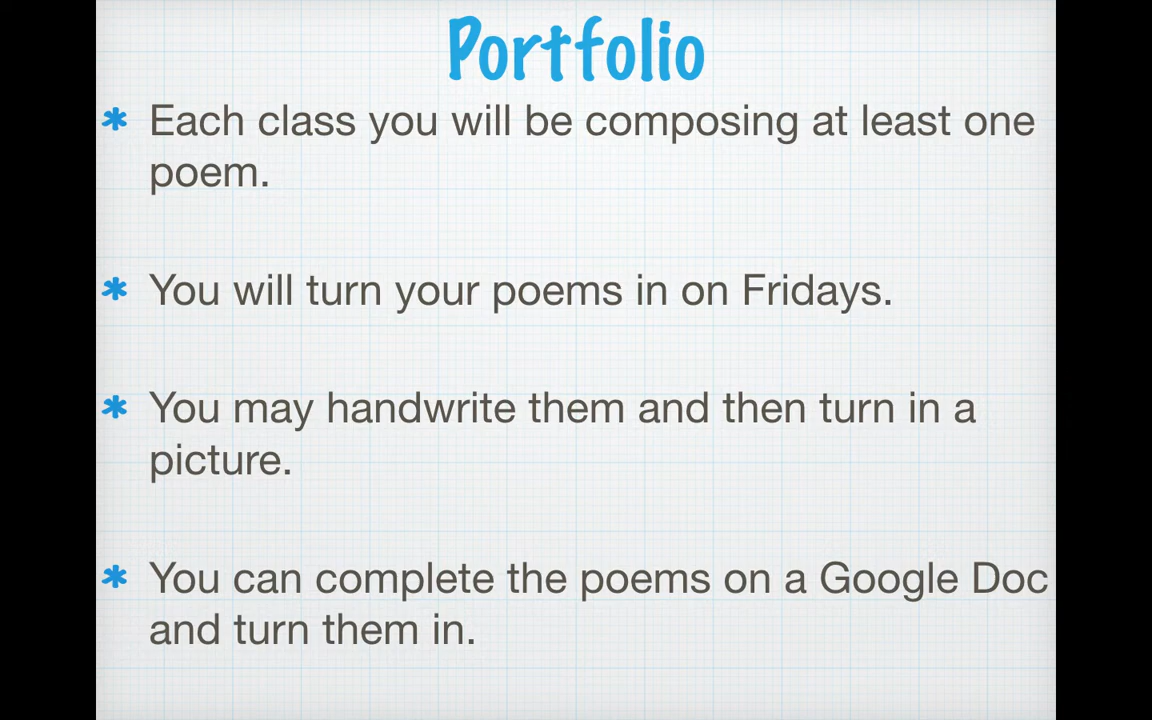 Portfolio
* Each class you will be composing at least one
poem.
* You will turn your poems in on Fridays.
* You may handwrite them and then turn in a
picture.
* You can complete the poems on a Google Doc
and turn them in.